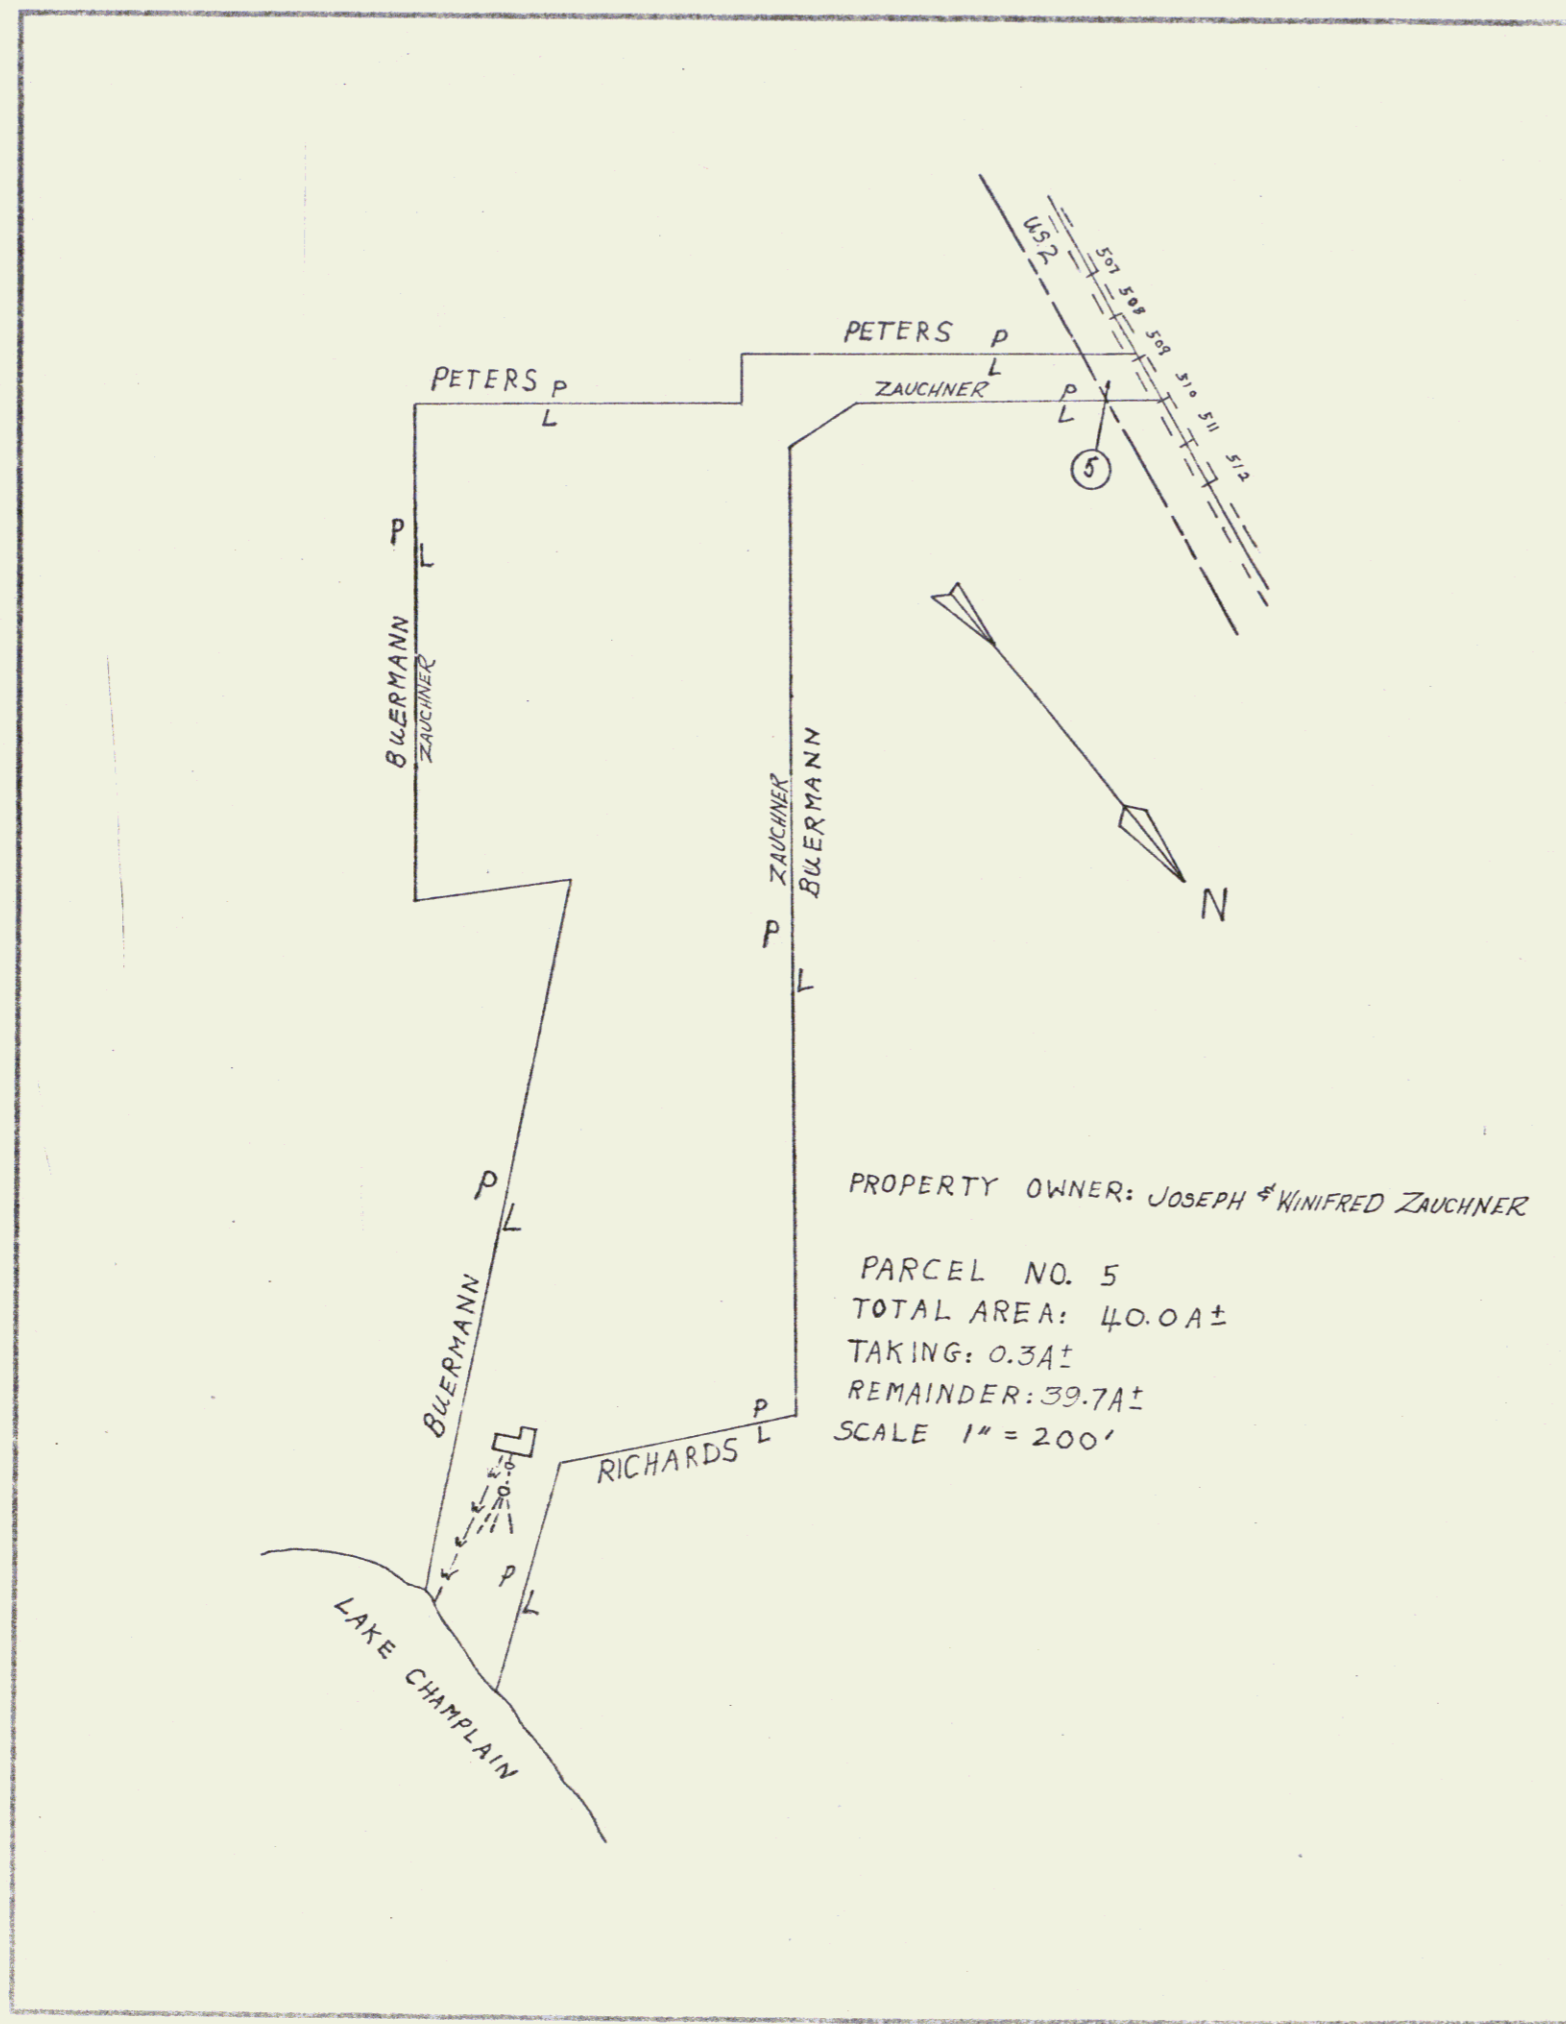 U.S. 2
507
508
509
510
511
512
PETERS P
L
PETERS P
L
ZAUCHNER P
L
5
P
L
BUERMANN
ZAUCHNER
N
ZAUCHNER
BUERMANN
P
L
P
L
BUERMANN
PROPERTY OWNER: JOSEPH & WINIFRED ZAUCHNER
PARCEL NO. 5
TOTAL AREA: 40.0A±
TAKING: 0.3A±
REMAINDER: 39.7A±
SCALE 1" = 200'
P
L
RICHARDS
W
P
L
LAKE CHAMPLAIN